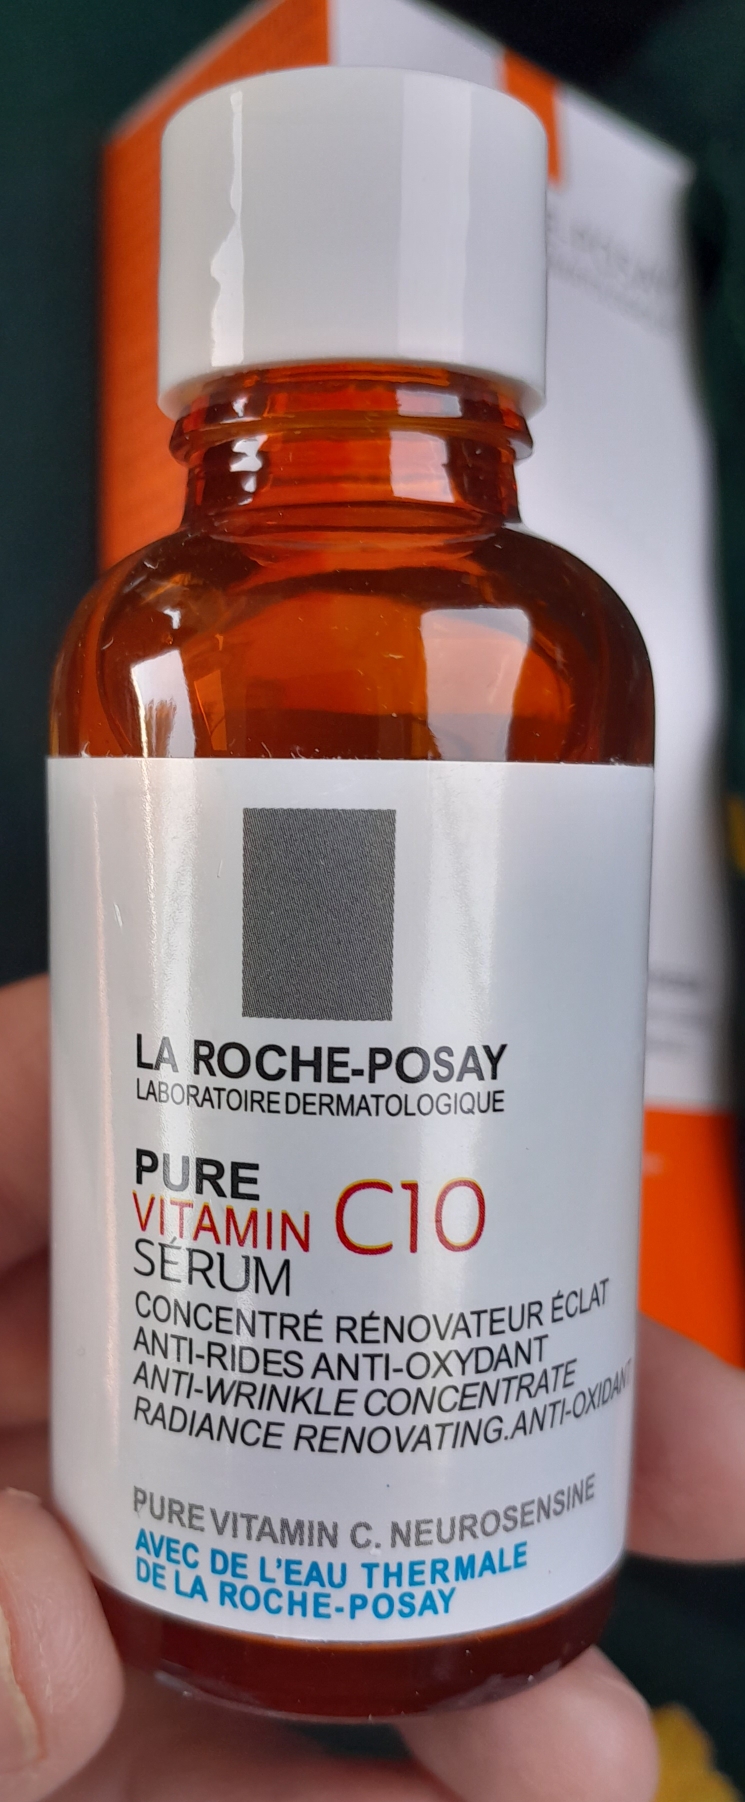 LA ROCHE-POSAY
LABORATOIRE DERMATOLOGIQUE
PURE
VITAMIN C10
SÉRUM
CONCENTRÉ RÉNOVATEUR ÉCLAT
ANTI-RIDES ANTI-OXYDANT
ANTI-WRINKLE CONCENTRATE
RADIANCE RENOVATING.ANTI-OXIDANT
PURE VITAMIN C. NEUROSENSINE
AVEC DE L'EAU THERMALE
DE LA ROCHE-POSAY